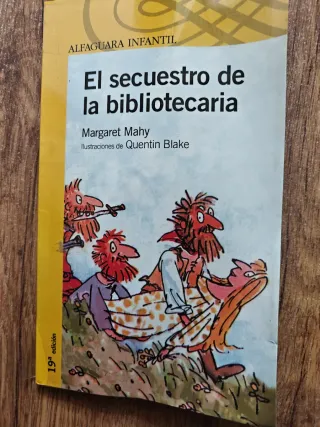 ALFAGUARA INFANTIL
El secuestro de
la bibliotecaria
Margaret Mahy
Ilustraciones de Quentin Blake
19ª edición